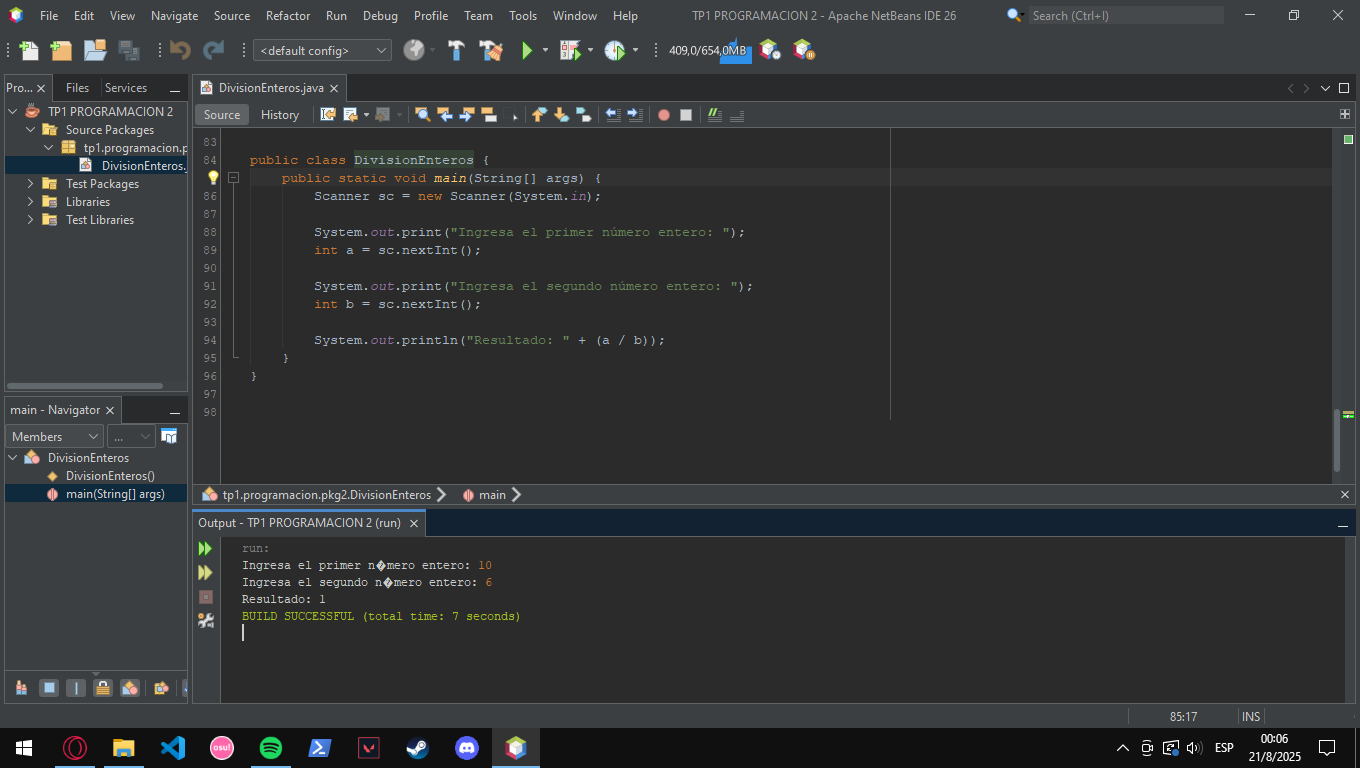 File Edit View Navigate Source Refactor Run Debug Profile Team Tools Window Help TP1 PROGRAMACION 2 - Apache NetBeans IDE 26 Search (Ctrl+I)
<default config> 409,0/654,0MB
Pro... Files Services
DivisionEnteros.java
TP1 PROGRAMACION 2
Source Packages
tp1.programacion.p
DivisionEnteros.
Test Packages
Libraries
Test Libraries
Source History
83
84 public class DivisionEnteros {
public static void main(String[] args) {
86 Scanner sc = new Scanner(System.in);
87
88 System.out.print("Ingresa el primer número entero: ");
89 int a = sc.nextInt();
90
91 System.out.print("Ingresa el segundo número entero: ");
92 int b = sc.nextInt();
93
94 System.out.println("Resultado: " + (a / b));
95 }
96 }
97
98
main - Navigator
Members ...
DivisionEnteros
DivisionEnteros()
main(String[] args)
tp1.programacion.pkg2.DivisionEnteros main
Output - TP1 PROGRAMACION 2 (run)
run:
Ingresa el primer n�mero entero: 10
Ingresa el segundo n�mero entero: 6
Resultado: 1
BUILD SUCCESSFUL (total time: 7 seconds)
85:17 INS
osu!
ESP
00:06
21/8/2025